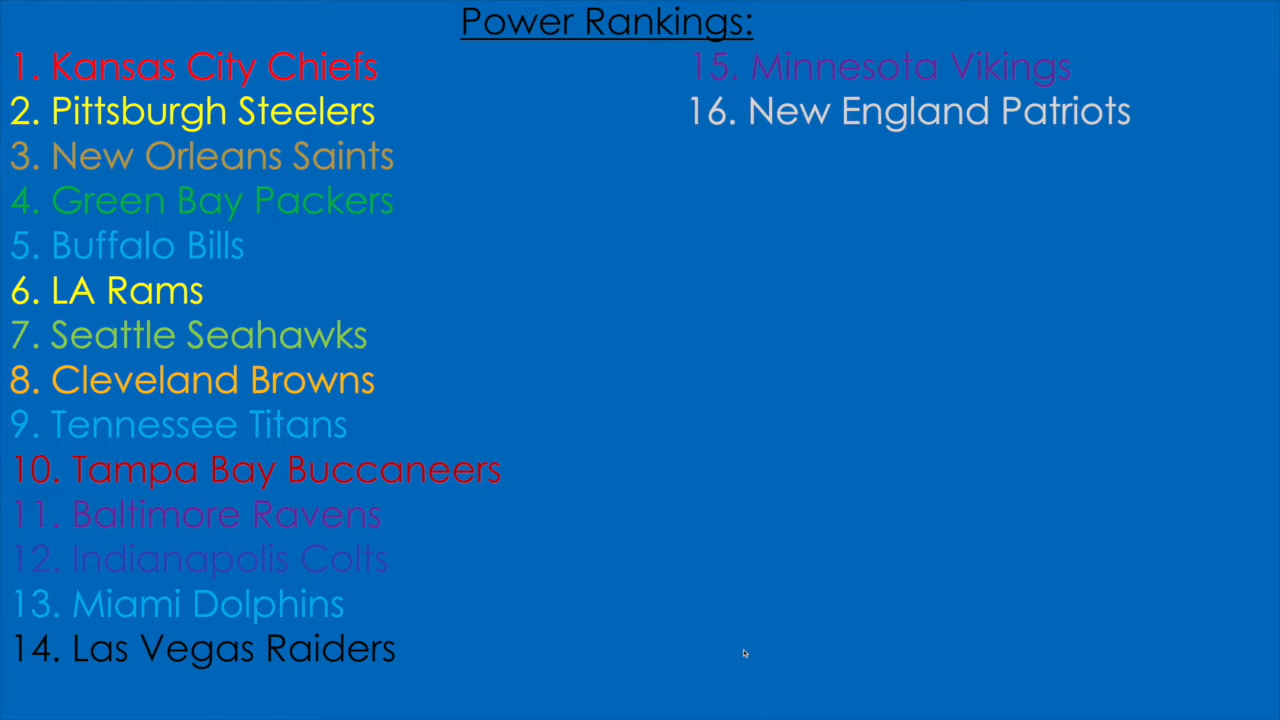 Power Rankings:
1. Kansas City Chiefs
2. Pittsburgh Steelers
3. New Orleans Saints
4. Green Bay Packers
5. Buffalo Bills
6. LA Rams
7. Seattle Seahawks
8. Cleveland Browns
9. Tennessee Titans
10. Tampa Bay Buccaneers
11. Baltimore Ravens
12. Indianapolis Colts
13. Miami Dolphins
14. Las Vegas Raiders
15. Minnesota Vikings
16. New England Patriots